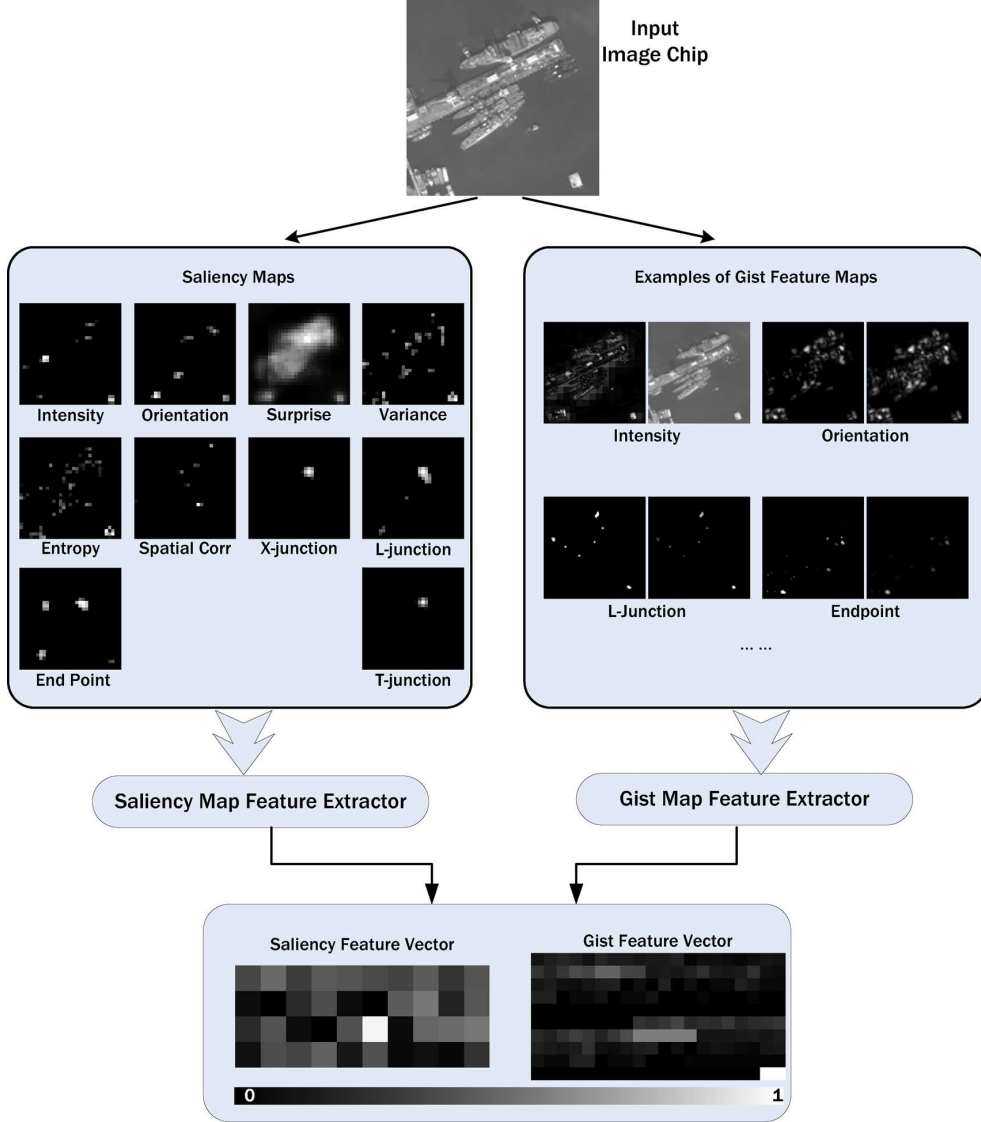 Input
Image Chip
Saliency Maps
Intensity
Orientation
Surprise
Variance
Entropy
Spatial Corr
X-junction
L-junction
End Point
T-junction
Examples of Gist Feature Maps
Intensity
Orientation
L-Junction
Endpoint
... ...
Saliency Map Feature Extractor
Gist Map Feature Extractor
Saliency Feature Vector
Gist Feature Vector
0
1